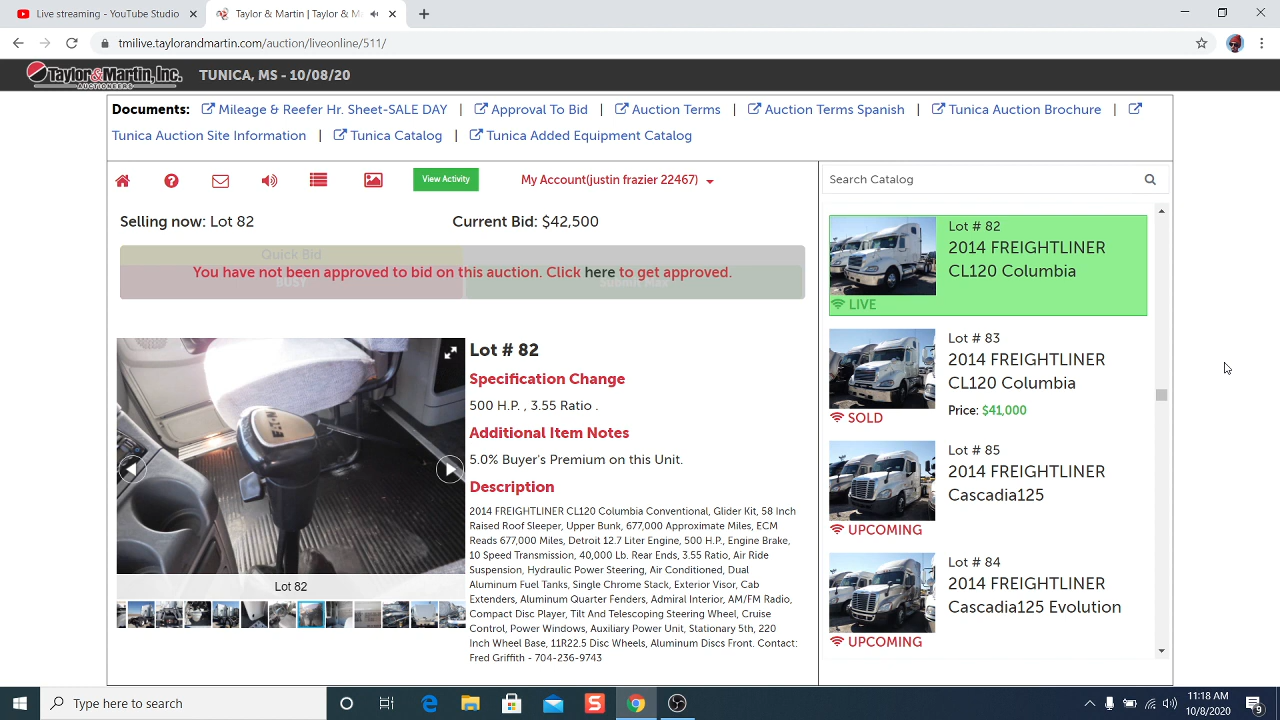 Live streaming - YouTube Studio
Taylor & Martin | Taylor & M
tmlive.taylorandmartin.com/auction/liveonline/511/
Taylor&Martin, Inc.
AUCTIONEERS
TUNICA, MS - 10/08/20
Documents: Mileage & Reefer Hr. Sheet-SALE DAY | Approval To Bid | Auction Terms | Auction Terms Spanish | Tunica Auction Brochure |
Tunica Auction Site Information | Tunica Catalog | Tunica Added Equipment Catalog
View Activity
My Account(justin frazier 22467)
Search Catalog
Selling now: Lot 82
Current Bid: $42,500
Quick Bid
You have not been approved to bid on this auction. Click here to get approved.
BUSY
Submit Max
Lot 82
Lot # 82
Specification Change
500 H.P. , 3.55 Ratio .
Additional Item Notes
5.0% Buyer's Premium on this Unit.
Description
2014 FREIGHTLINER CL120 Columbia Conventional, Glider Kit, 58 Inch
Raised Roof Sleeper, Upper Bunk, 677,000 Approximate Miles, ECM
Reads 677,000 Miles, Detroit 12.7 Liter Engine, 500 H.P., Engine Brake,
10 Speed Transmission, 40,000 Lb. Rear Ends, 3.55 Ratio, Air Ride
Suspension, Hydraulic Power Steering, Air Conditioned, Dual
Aluminum Fuel Tanks, Single Chrome Stack, Exterior Visor, Cab
Extenders, Aluminum Quarter Fenders, Admiral Interior, AM/FM Radio,
Compact Disc Player, Tilt And Telescoping Steering Wheel, Cruise
Control, Power Windows, Auxiliary Power Unit, Stationary 5th, 220
Inch Wheel Base, 11R22.5 Disc Wheels, Aluminum Discs Front. Contact:
Fred Griffith - 704-236-9743
Lot # 82
2014 FREIGHTLINER
CL120 Columbia
LIVE
Lot # 83
2014 FREIGHTLINER
CL120 Columbia
Price: $41,000
SOLD
Lot # 85
2014 FREIGHTLINER
Cascadia125
UPCOMING
Lot # 84
2014 FREIGHTLINER
Cascadia125 Evolution
UPCOMING
Type here to search
11:18 AM
10/8/2020
9